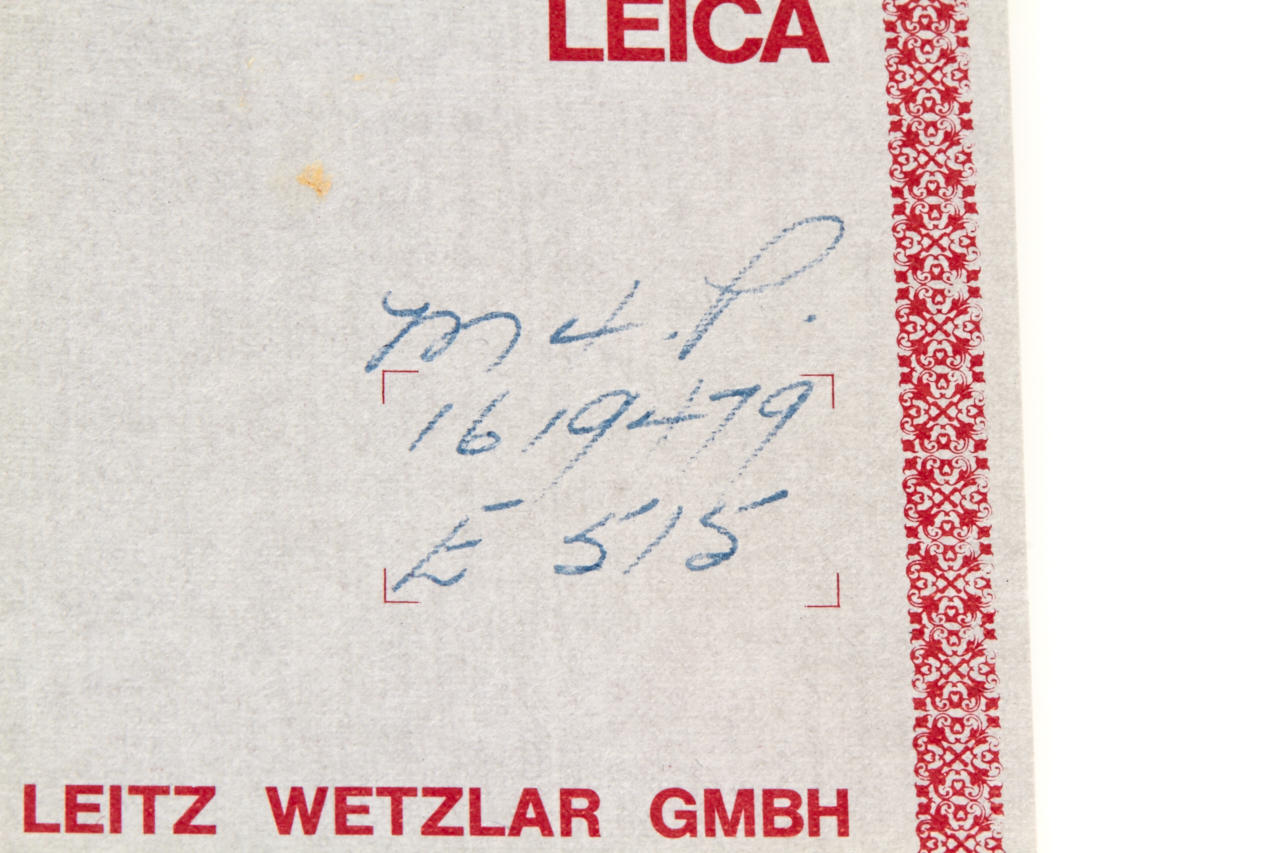 LEICA
M4.P.
1619479
E 515
LEITZ WETZLAR GMBH